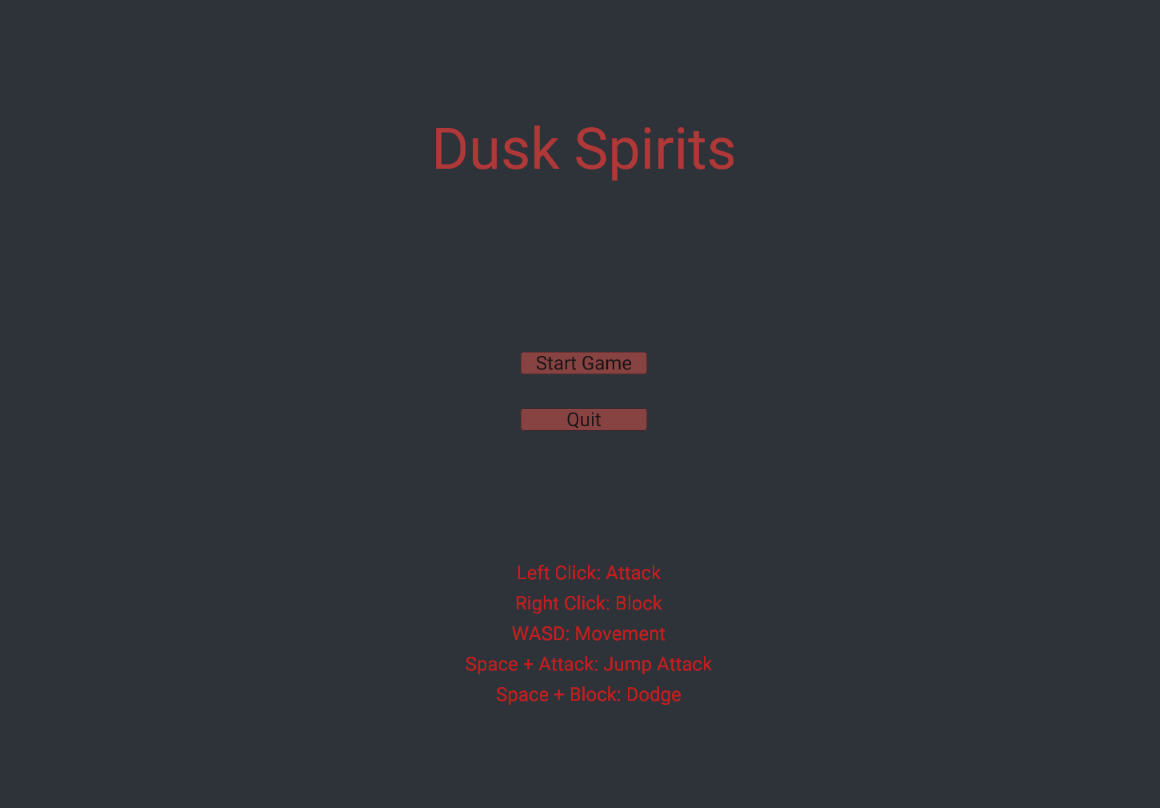 Dusk Spirits
Start Game
Quit
Left Click: Attack
Right Click: Block
WASD: Movement
Space + Attack: Jump Attack
Space + Block: Dodge